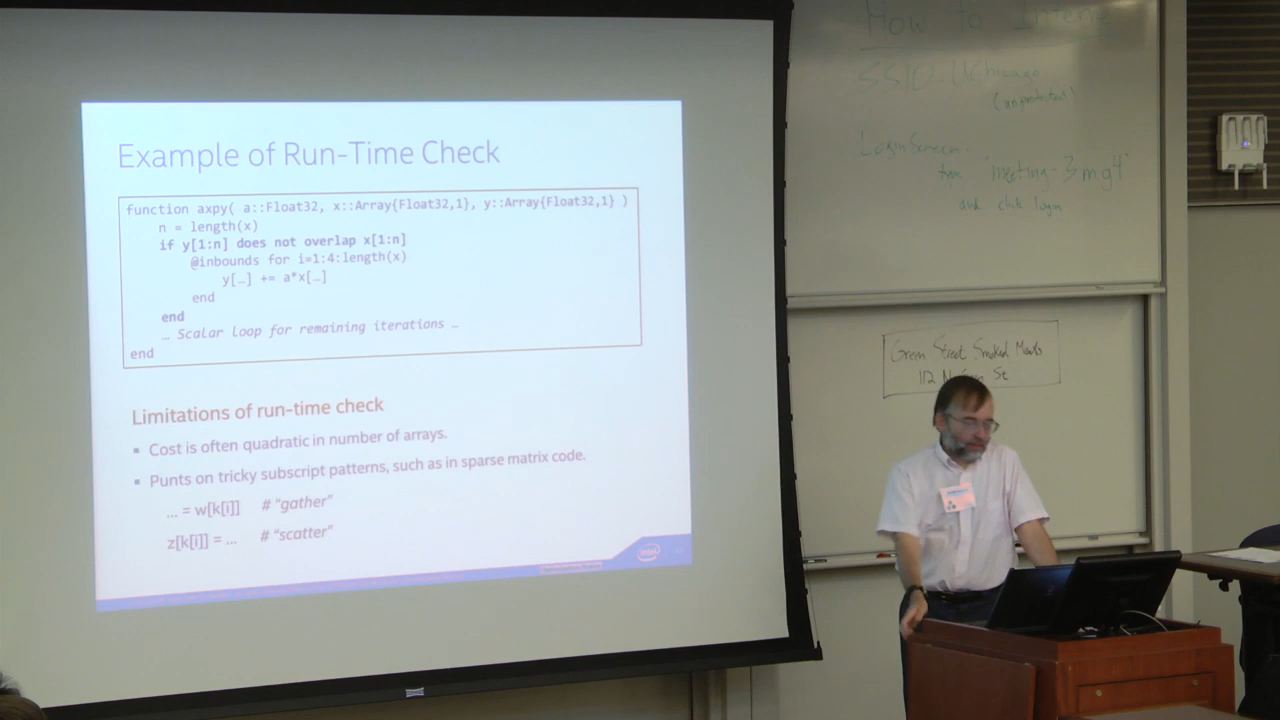 Example of Run-Time Check
function axpy( a::Float32, x::Array{Float32,1}, y::Array{Float32,1} )
n = length(x)
if y[1:n] does not overlap x[1:n]
@inbounds for i=1:4:length(x)
y[…] += a*x[…]
end
end
… Scalar loop for remaining iterations …
end
Limitations of run-time check
▪ Cost is often quadratic in number of arrays.
▪ Punts on tricky subscript patterns, such as in sparse matrix code.
… = w[k[i]] # “gather”
z[k[i]] = … # “scatter”
intel
How to Interne
SSID UChicago
(unprotected)
Login Screen -
"meeting-3mg4"
and click login
Green Street Smoked Meats
112 N St